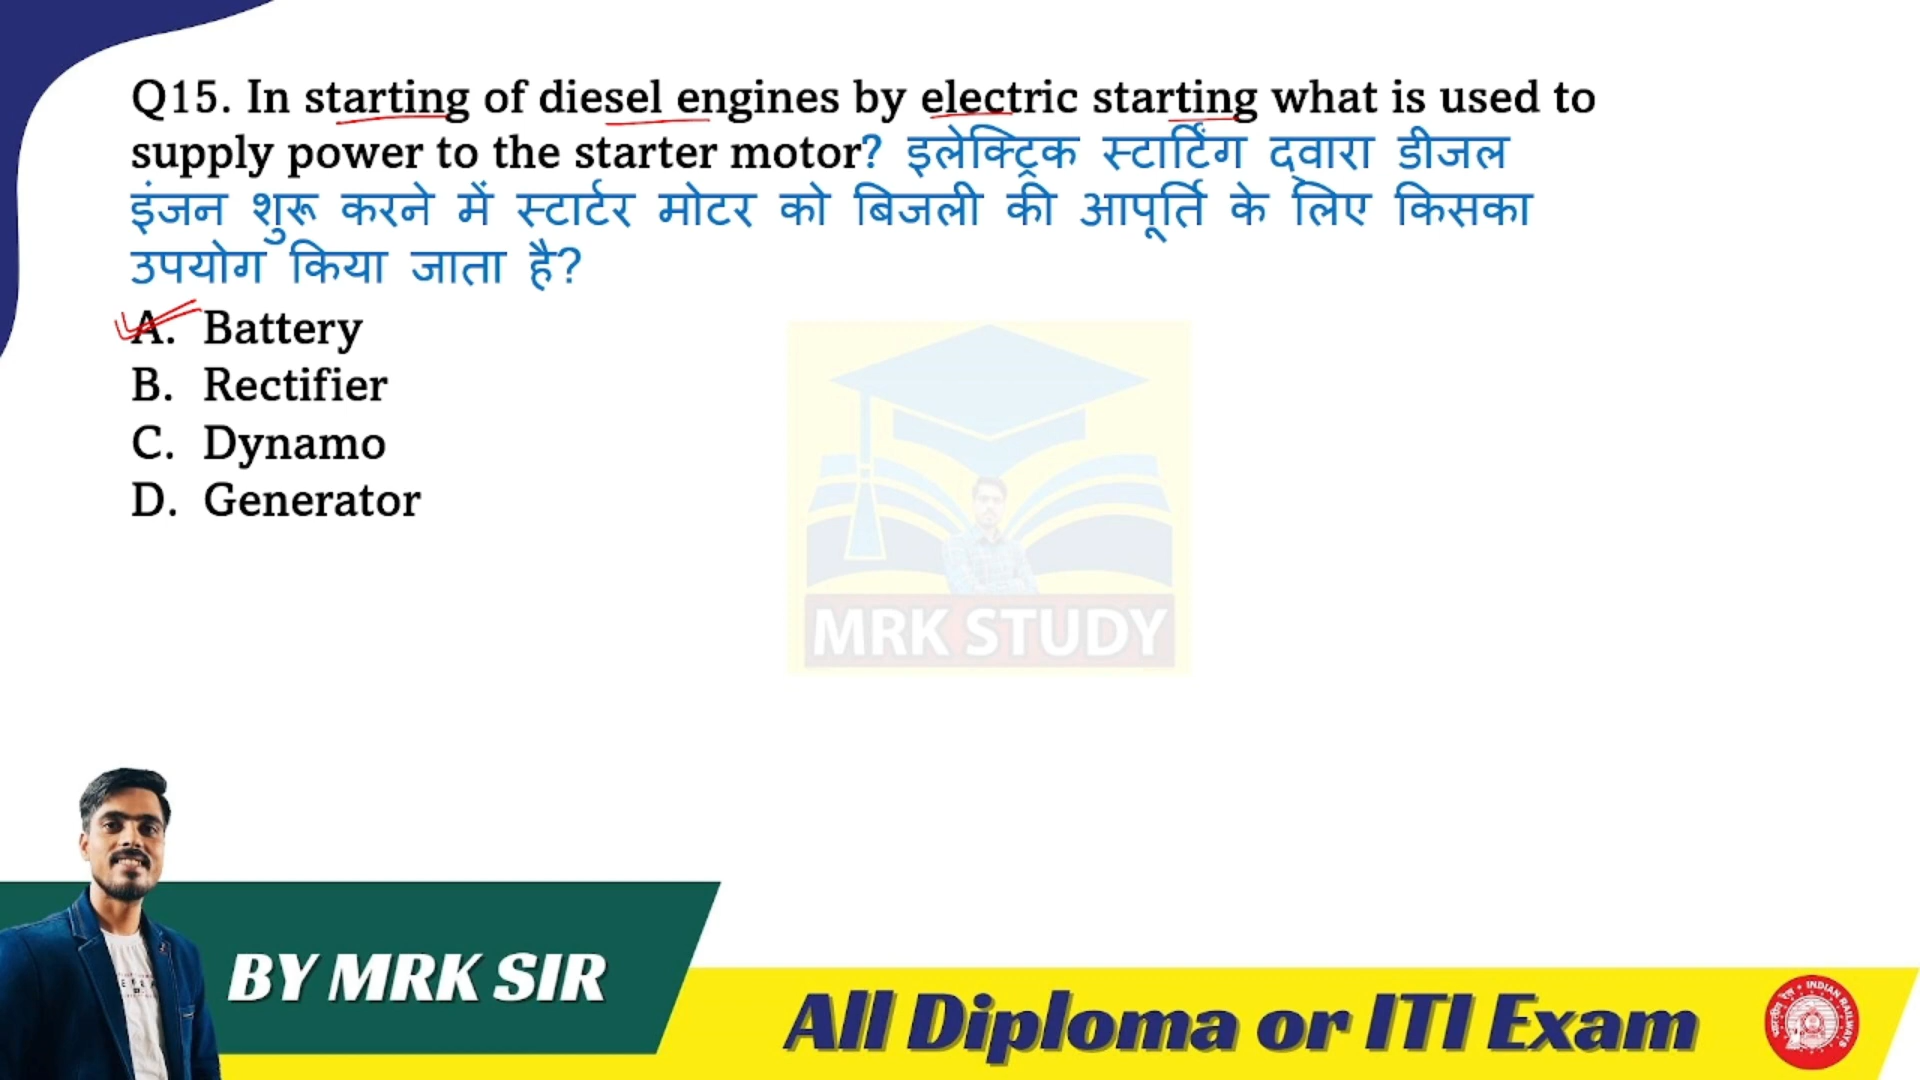 Q15. In starting of diesel engines by electric starting what is used to
supply power to the starter motor? इलेक्ट्रिक स्टार्टिंग द्वारा डीजल
इंजन शुरू करने में स्टार्टर मोटर को बिजली की आपूर्ति के लिए किसका
उपयोग किया जाता है?
A. Battery
B. Rectifier
C. Dynamo
D. Generator
MRK STUDY
BY MRK SIR
All Diploma or ITI Exam
INDIAN RAILWAYS